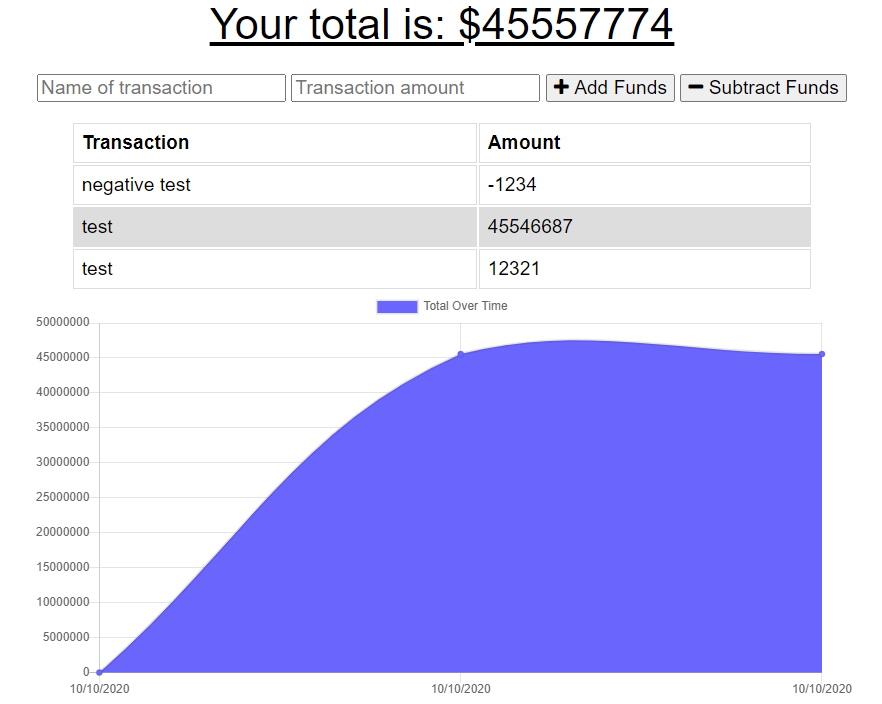 Your total is: $45557774
Name of transaction Transaction amount Add Funds Subtract Funds
Transaction Amount
negative test -1234
test 45546687
test 12321
Total Over Time
50000000
45000000
40000000
35000000
30000000
25000000
20000000
15000000
10000000
5000000
0
10/10/2020 10/10/2020 10/10/2020